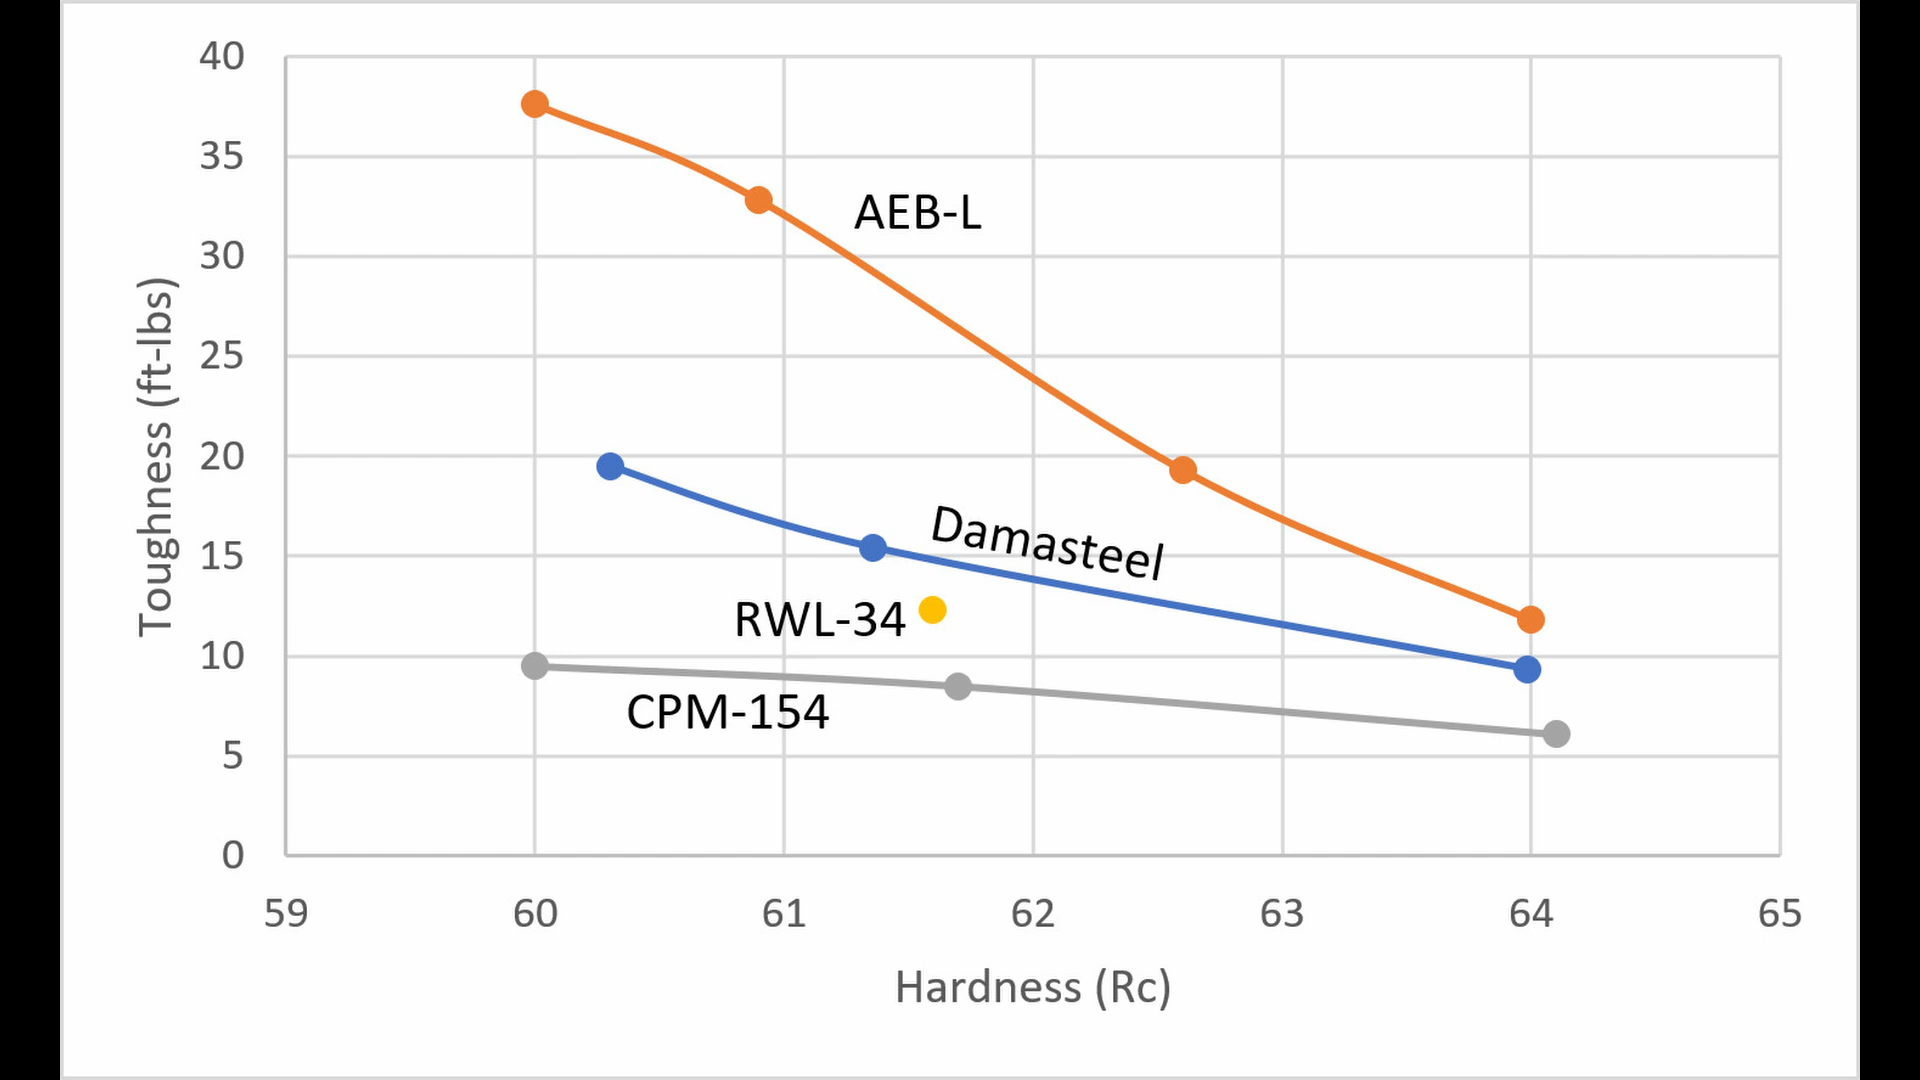 40
35
30
25
20
15
10
5
0
Toughness (ft-lbs)
AEB-L
Damasteel
RWL-34
CPM-154
59 60 61 62 63 64 65
Hardness (Rc)